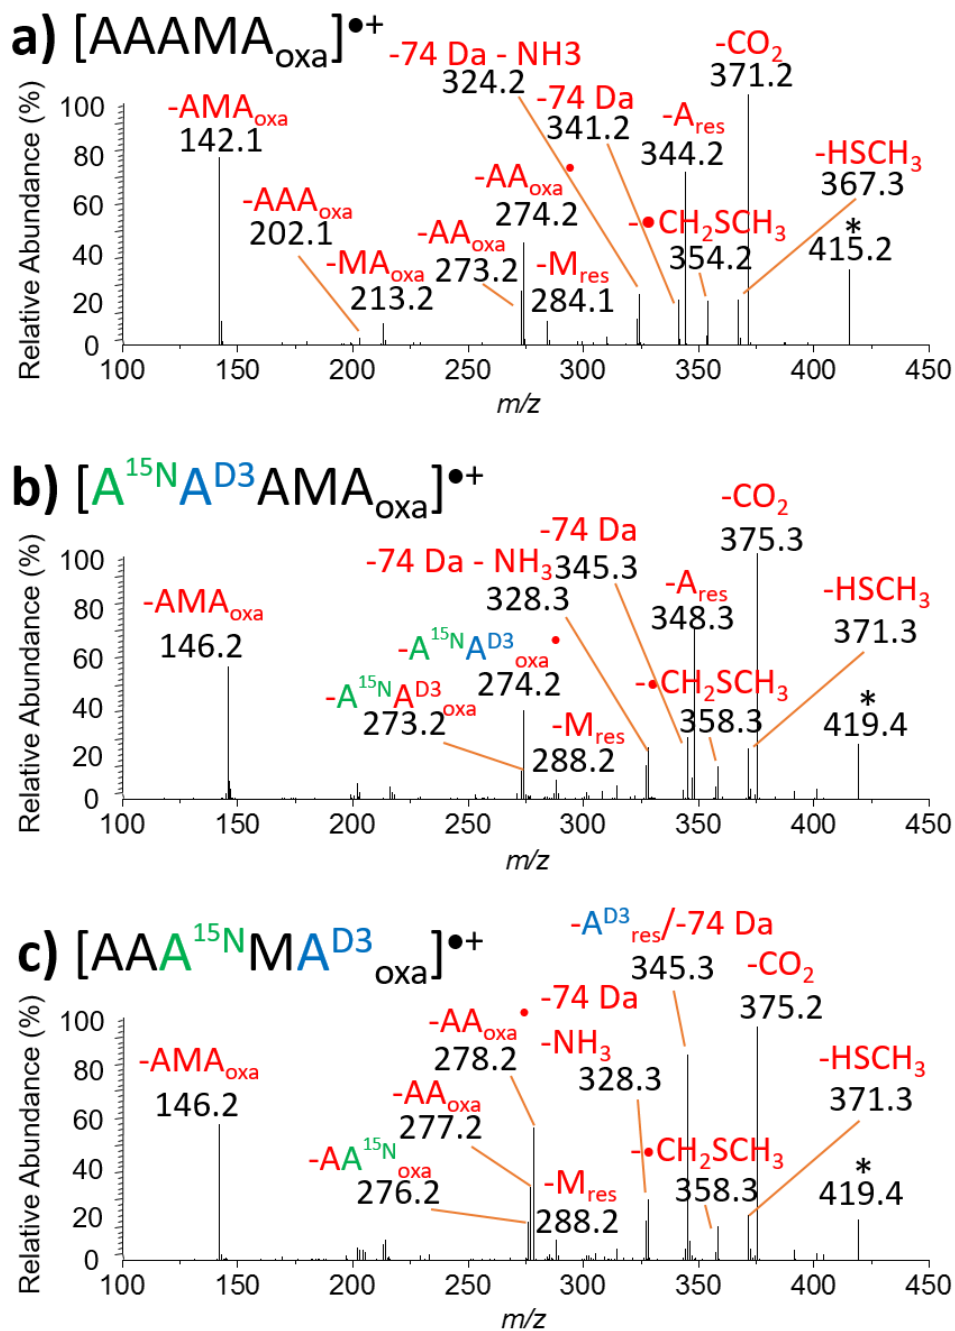 a) [AAAMAoxa]●+
-74 Da - NH3
324.2
-CO2
371.2
-74 Da
341.2
-AMAoxa
142.1
-Ares
344.2
-HSCH3
367.3
-AAoxa●
274.2
-AAAoxa
202.1
-●CH2SCH3
354.2
*
415.2
-AAoxa
273.2
-MAoxa
213.2
-Mres
284.1
Relative Abundance (%)
100
80
60
40
20
0
100 150 200 250 300 350 400 450
m/z
b) [A15NAD3AMAoxa]●+
-CO2
375.3
-74 Da
345.3
-74 Da - NH3
328.3
-Ares
348.3
-HSCH3
371.3
-AMAoxa
146.2
-A15NAD3oxa●
274.2
-●CH2SCH3
358.3
*
419.4
-A15NAD3oxa
273.2
-Mres
288.2
Relative Abundance (%)
100
80
60
40
20
0
100 150 200 250 300 350 400 450
m/z
c) [AAA15NMAD3oxa]●+
-AD3res/-74 Da
345.3
-CO2
375.2
-74 Da
-NH3
328.3
-AAoxa●
278.2
-AMAoxa
146.2
-HSCH3
371.3
-AAoxa
277.2
-●CH2SCH3
358.3
*
419.4
-AA15Noxa
276.2
-Mres
288.2
Relative Abundance (%)
100
80
60
40
20
0
100 150 200 250 300 350 400 450
m/z